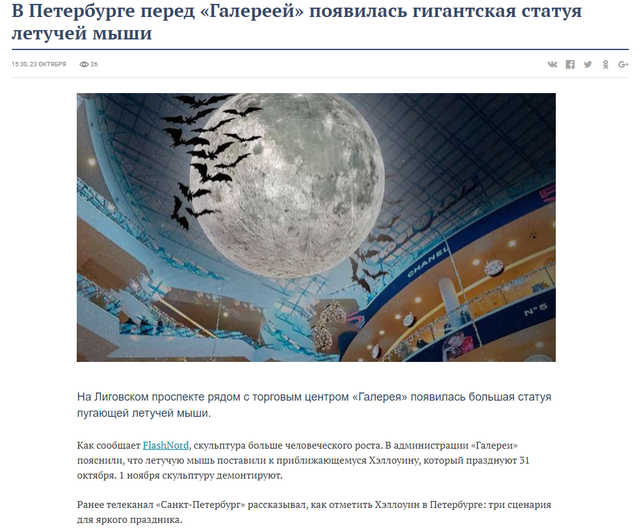 В Петербурге перед «Галереей» появилась гигантская статуя
летучей мыши
15:30, 23 ОКТЯБРЯ 26
CHANEL
N°5
На Лиговском проспекте рядом с торговым центром «Галерея» появилась большая статуя
пугающей летучей мыши.
Как сообщает FlashNord, скульптура больше человеческого роста. В администрации «Галереи»
пояснили, что летучую мышь поставили к приближающемуся Хэллоуину, который празднуют 31
октября. 1 ноября скульптуру демонтируют.
Ранее телеканал «Санкт-Петербург» рассказывал, как отметить Хэллоуин в Петербурге: три сценария
для яркого праздника.